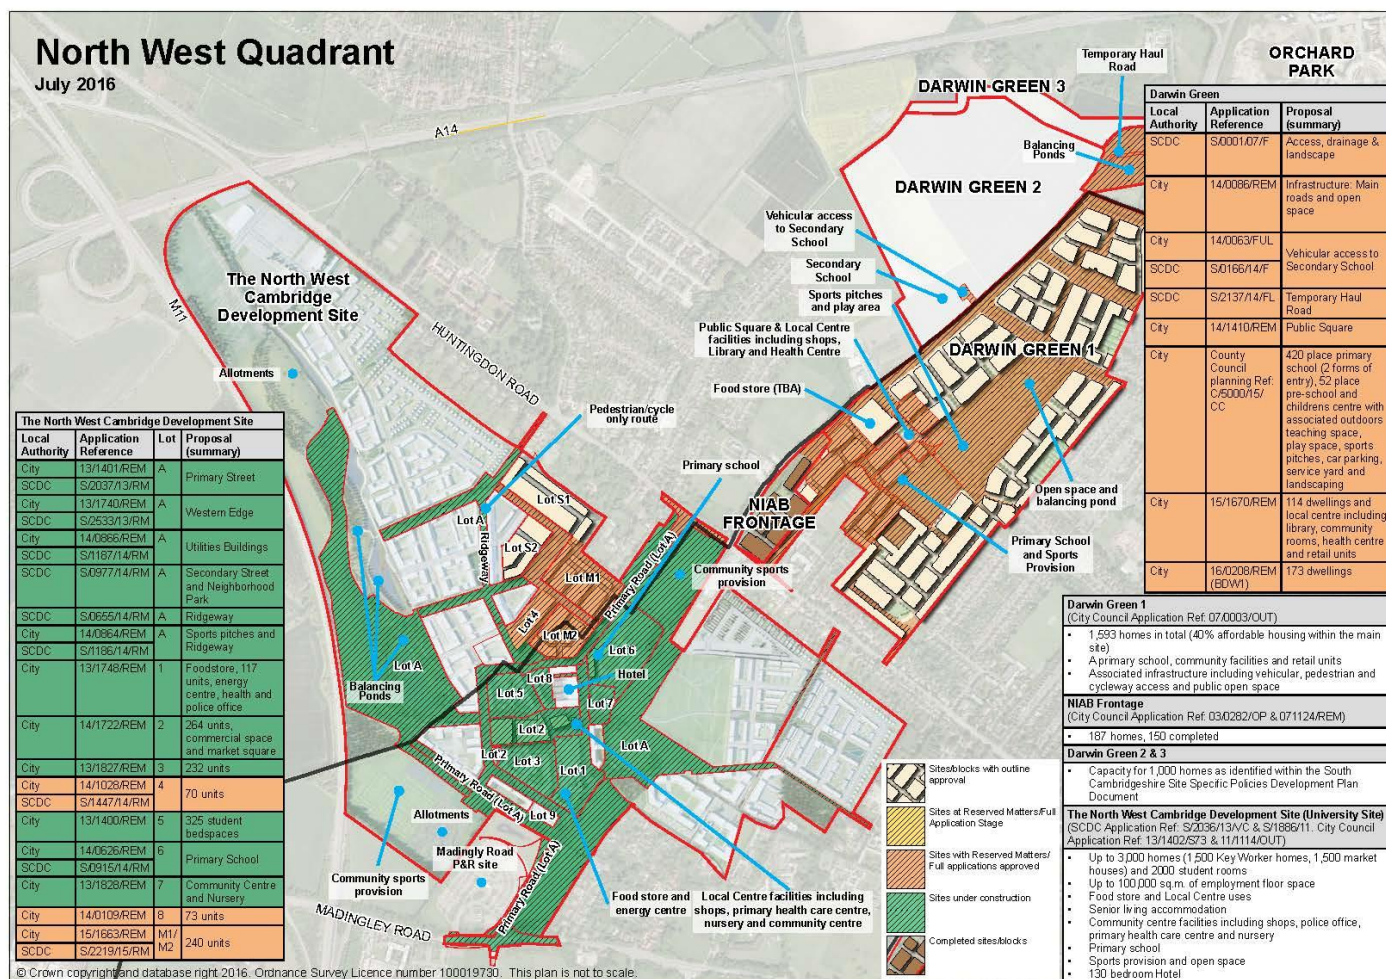 North West Quadrant
July 2016
A14
M11
HUNTINGDON ROAD
MADINGLEY ROAD
ORCHARD
PARK
Temporary Haul
Road
DARWIN GREEN 3
Balancing
Ponds
DARWIN GREEN 2
Vehicular access
to Secondary
School
Secondary
School
Sports pitches
and play area
Public Square & Local Centre
facilities including shops,
Library and Health Centre
DARWIN GREEN 1
Food store (TBA)
Open space and
balancing pond
NIAB
FRONTAGE
Primary School
and Sports
Provision
The North West
Cambridge
Development Site
Allotments
Pedestrian/cycle
only route
Primary school
Lot S1
Lot A
Ridgeway
Lot S2
Lot M1
Primary Road (Lot A)
Community sports
provision
Lot 4
Lot M2
Lot 6
Lot A
Balancing
Ponds
Lot 8
Hotel
Lot 5
Lot 7
Lot 2
Lot A
Lot 2
Lot 3
Lot 1
Primary Road (Lot A)
Lot 9
Allotments
Madingly Road
P&R site
Primary Road (Lot A)
Community sports
provision
Food store and
energy centre
Local Centre facilities including
shops, primary health care centre,
nursery and community centre
The North West Cambridge Development Site
Local Authority Application Reference Lot Proposal (summary)
City 13/1401/REM A Primary Street
SCDC S/2037/13/RM
City 13/1740/REM A Western Edge
SCDC S/2533/13/RM
City 14/0866/REM A Utilities Buildings
SCDC S/1187/14/RM
SCDC S/0977/14/RM A Secondary Street
and Neighborhood
Park
SCDC S/0655/14/RM A Ridgeway
City 14/0864/REM A Sports pitches and
SCDC S/1186/14/RM Ridgeway
City 13/1748/REM 1 Foodstore, 117
units, energy
centre, health and
police office
City 14/1722/REM 2 264 units,
commercial space
and market square
City 13/1827/REM 3 232 units
City 14/1028/REM 4 70 units
SCDC S/1447/14/RM
City 13/1400/REM 5 325 student
bedspaces
City 14/0626/REM 6 Primary School
SCDC S/0915/14/RM
City 13/1828/REM 7 Community Centre
and Nursery
City 14/0109/REM 8 73 units
City 15/1663/REM M1/ 240 units
SCDC S/2219/15/RM M2
Darwin Green
Local Authority Application Reference Proposal (summary)
SCDC S/0001/07/F Access, drainage &
landscape
City 14/0086/REM Infrastructure: Main
roads and open
space
City 14/0063/FUL Vehicular access to
SCDC S/0166/14/F Secondary School
SCDC S/2137/14/FL Temporary Haul
Road
City 14/1410/REM Public Square
City County 420 place primary
Council school (2 forms of
planning Ref: entry), 52 place
C/5000/15/ pre-school and
CC childrens centre with
associated outdoors
teaching space,
play space, sports
pitches, car parking,
service yard and
landscaping
City 15/1670/REM 114 dwellings and
local centre including
library, community
rooms, health centre
and retail units
City 16/0208/REM 173 dwellings
(BDW1)
Darwin Green 1
(City Council Application Ref: 07/0003/OUT)
• 1,593 homes in total (40% affordable housing within the main
site)
• A primary school, community facilities and retail units
• Associated infrastructure including vehicular, pedestrian and
cycleway access and public open space
NIAB Frontage
(City Council Application Ref: 03/0282/OP & 071124/REM)
• 187 homes, 150 completed
Darwin Green 2 & 3
• Capacity for 1,000 homes as identified within the South
Cambridgeshire Site Specific Policies Development Plan
Document
The North West Cambridge Development Site (University Site)
(SCDC Application Ref: S/2036/13/VC & S/1886/11. City Council
Application Ref: 13/1402/S73 & 11/1114/OUT)
• Up to 3,000 homes (1,500 Key Worker homes, 1,500 market
houses) and 2000 student rooms
• Up to 100,000 sq.m. of employment floor space
• Food store and Local Centre uses
• Senior living accommodation
• Community centre facilities including shops, police office,
primary health care centre and nursery
• Primary school
• Sports provision and open space
• 130 bedroom Hotel
Sites/blocks with outline
approval
Sites at Reserved Matters/Full
Application Stage
Sites with Reserved Matters/
Full applications approved
Sites under construction
Completed sites/blocks
© Crown copyright and database right 2016. Ordnance Survey Licence number 100019730. This plan is not to scale.